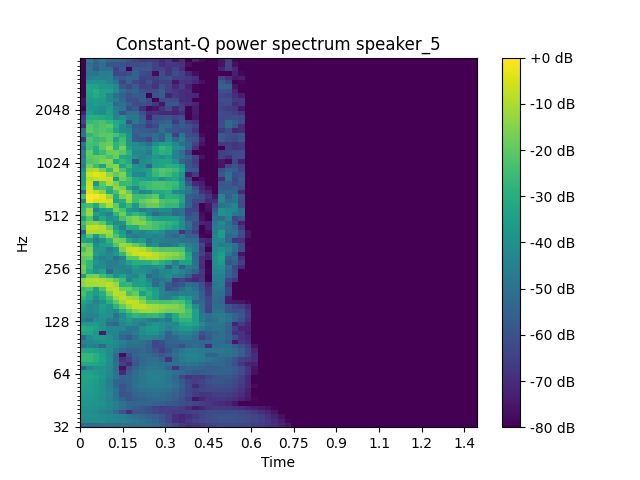 Constant-Q power spectrum speaker_5
+0 dB
-10 dB
-20 dB
-30 dB
-40 dB
-50 dB
-60 dB
-70 dB
-80 dB
2048
1024
512
256
128
64
32
Hz
0 0.15 0.3 0.45 0.6 0.75 0.9 1.1 1.2 1.4
Time